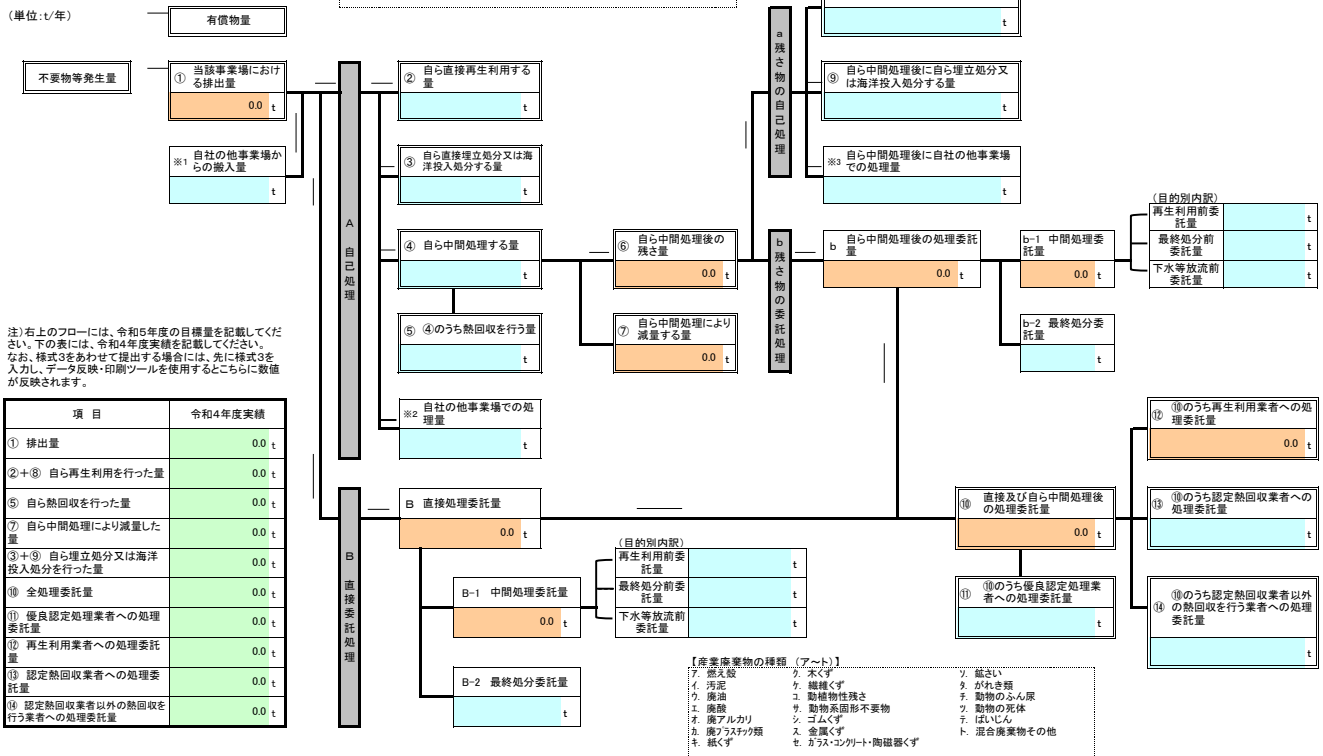 (単位:t/年)
有償物量
不要物等発生量
① 当該事業場におけ
る排出量
0.0 t
※1 自社の他事業場か
らの搬入量
t
A 自己処理
② 自ら直接再生利用する
量
t
③ 自ら直接埋立処分又は海
洋投入処分する量
t
④ 自ら中間処理する量
t
⑤ ④のうち熱回収を行う量
t
※2 自社の他事業場での処
理量
t
⑥ 自ら中間処理後の
残さ量
0.0 t
⑦ 自ら中間処理により
減量する量
0.0 t
a 残さ物の自己処理
t
⑨ 自ら中間処理後に自ら埋立処分又
は海洋投入処分する量
t
※3 自ら中間処理後に自社の他事業場
での処理量
t
b 残さ物の委託処理
b 自ら中間処理後の処理委託
量
0.0 t
b-1 中間処理委
託量
0.0 t
b-2 最終処分委
託量
t
(目的別内訳)
再生利用前委
託量
t
最終処分前
委託量
t
下水等放流前
委託量
t
注)右上のフローには、令和5年度の目標量を記載してくだ
さい。下の表には、令和4年度実績を記載してください。
なお、様式3をあわせて提出する場合には、先に様式3を
入力し、データ反映・印刷ツールを使用するとこちらに数値
が反映されます。
項 目 令和4年度実績
① 排出量 0.0 t
②+⑧ 自ら再生利用を行った量 0.0 t
⑤ 自ら熱回収を行った量 0.0 t
⑦ 自ら中間処理により減量した
量 0.0 t
③+⑨ 自ら埋立処分又は海洋
投入処分を行った量 0.0 t
⑩ 全処理委託量 0.0 t
⑪ 優良認定処理業者への処理
委託量 0.0 t
⑫ 再生利用業者への処理委託
量 0.0 t
⑬ 認定熱回収業者への処理委
託量 0.0 t
⑭ 認定熱回収業者以外の熱回収を
行う業者への処理委託量 0.0 t
B 直接委託処理
B 直接処理委託量
0.0 t
B-1 中間処理委託量
0.0 t
B-2 最終処分委託量
t
(目的別内訳)
再生利用前委
託量
t
最終処分前委
託量
t
下水等放流前
委託量
t
⑩ 直接及び自ら中間処理後
の処理委託量
0.0 t
⑪ ⑩のうち優良認定処理業
者への処理委託量
t
⑫ ⑩のうち再生利用業者への処
理委託量
0.0 t
⑬ ⑩のうち認定熱回収業者への
処理委託量
t
⑭ ⑩のうち認定熱回収業者以外
の熱回収を行う業者への処理
委託量
t
【産業廃棄物の種類 (ア~ト)】
ア. 燃え殻 ク. 木くず ソ. 鉱さい
イ. 汚泥 ケ. 繊維くず タ. がれき類
ウ. 廃油 コ. 動植物性残さ チ. 動物のふん尿
エ. 廃酸 サ. 動物系固形不要物 ツ. 動物の死体
オ. 廃アルカリ シ. ゴムくず テ. ばいじん
カ. 廃プラスチック類 ス. 金属くず ト. 混合廃棄物その他
キ. 紙くず セ. ガラス・コンクリート・陶磁器くず